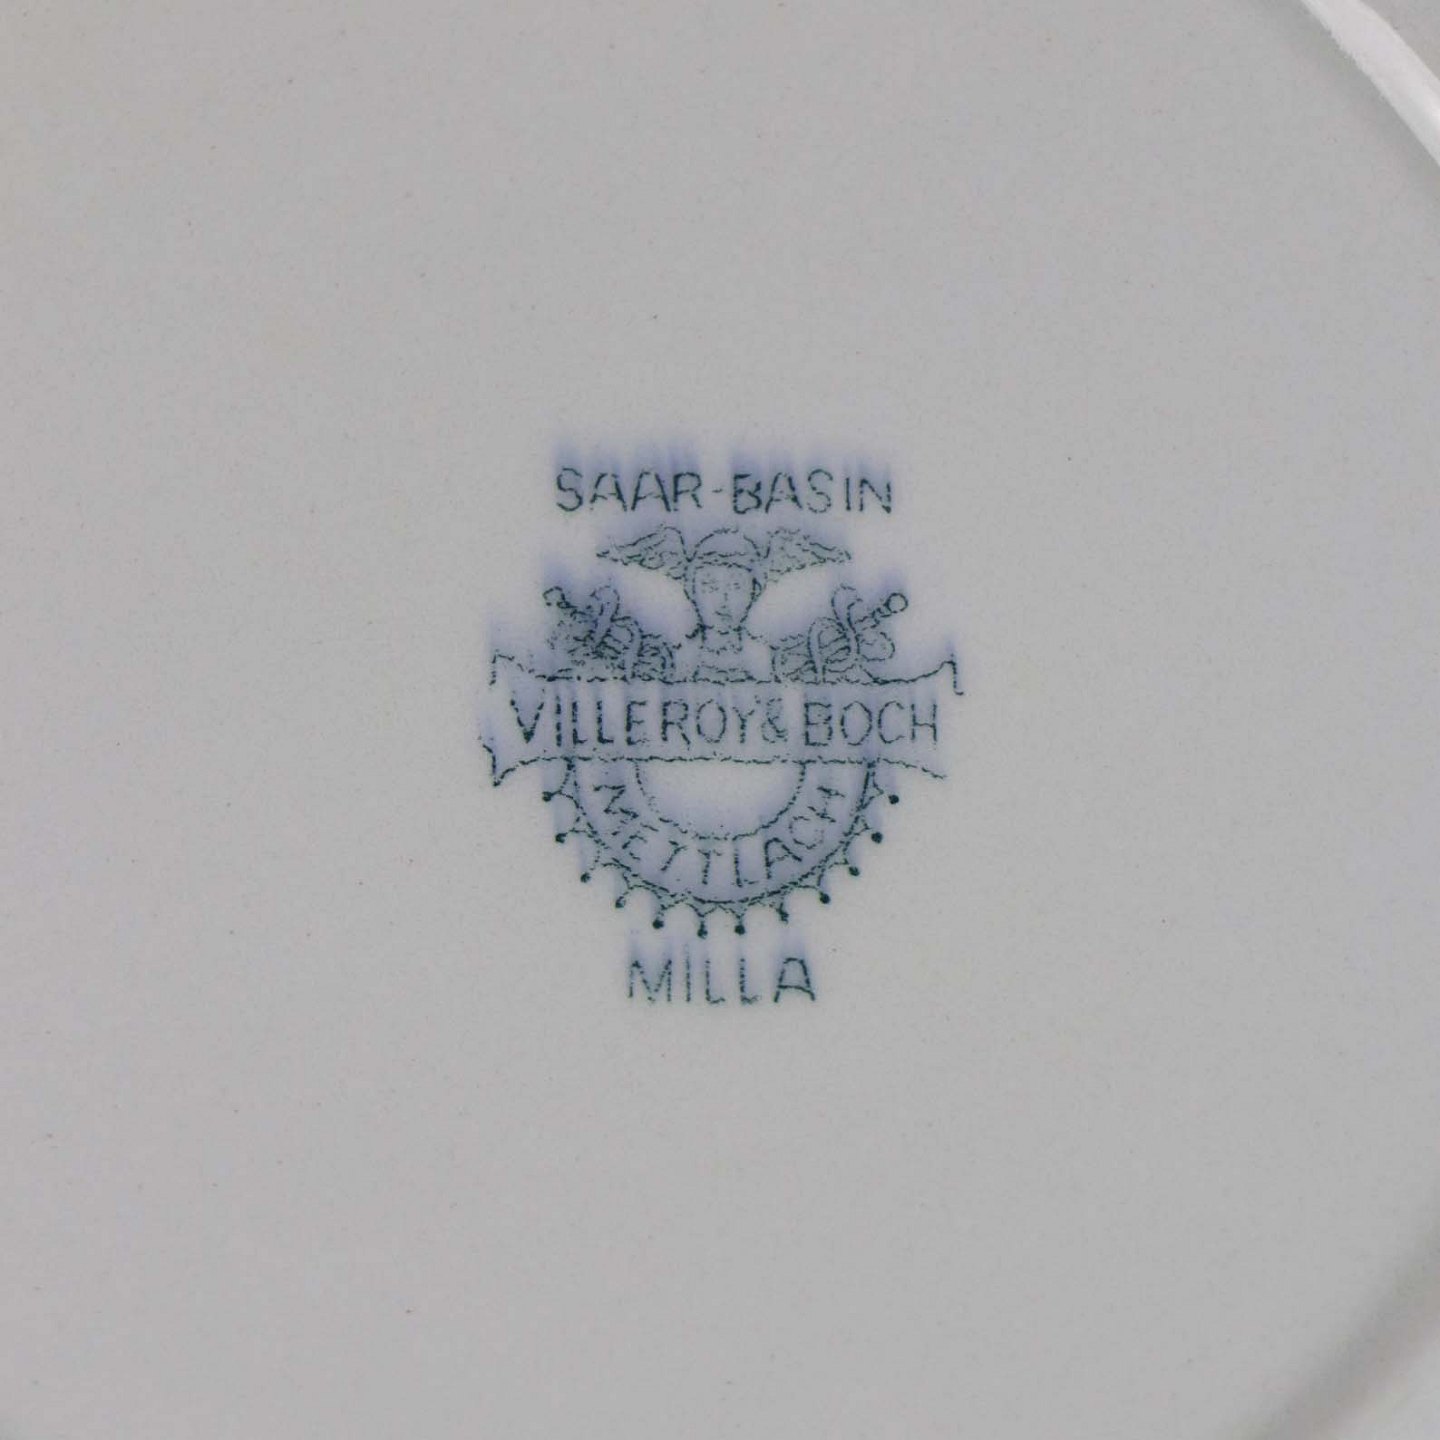 SAAR-BASIN
VILLEROY & BOCH
METTLACH
MILLA